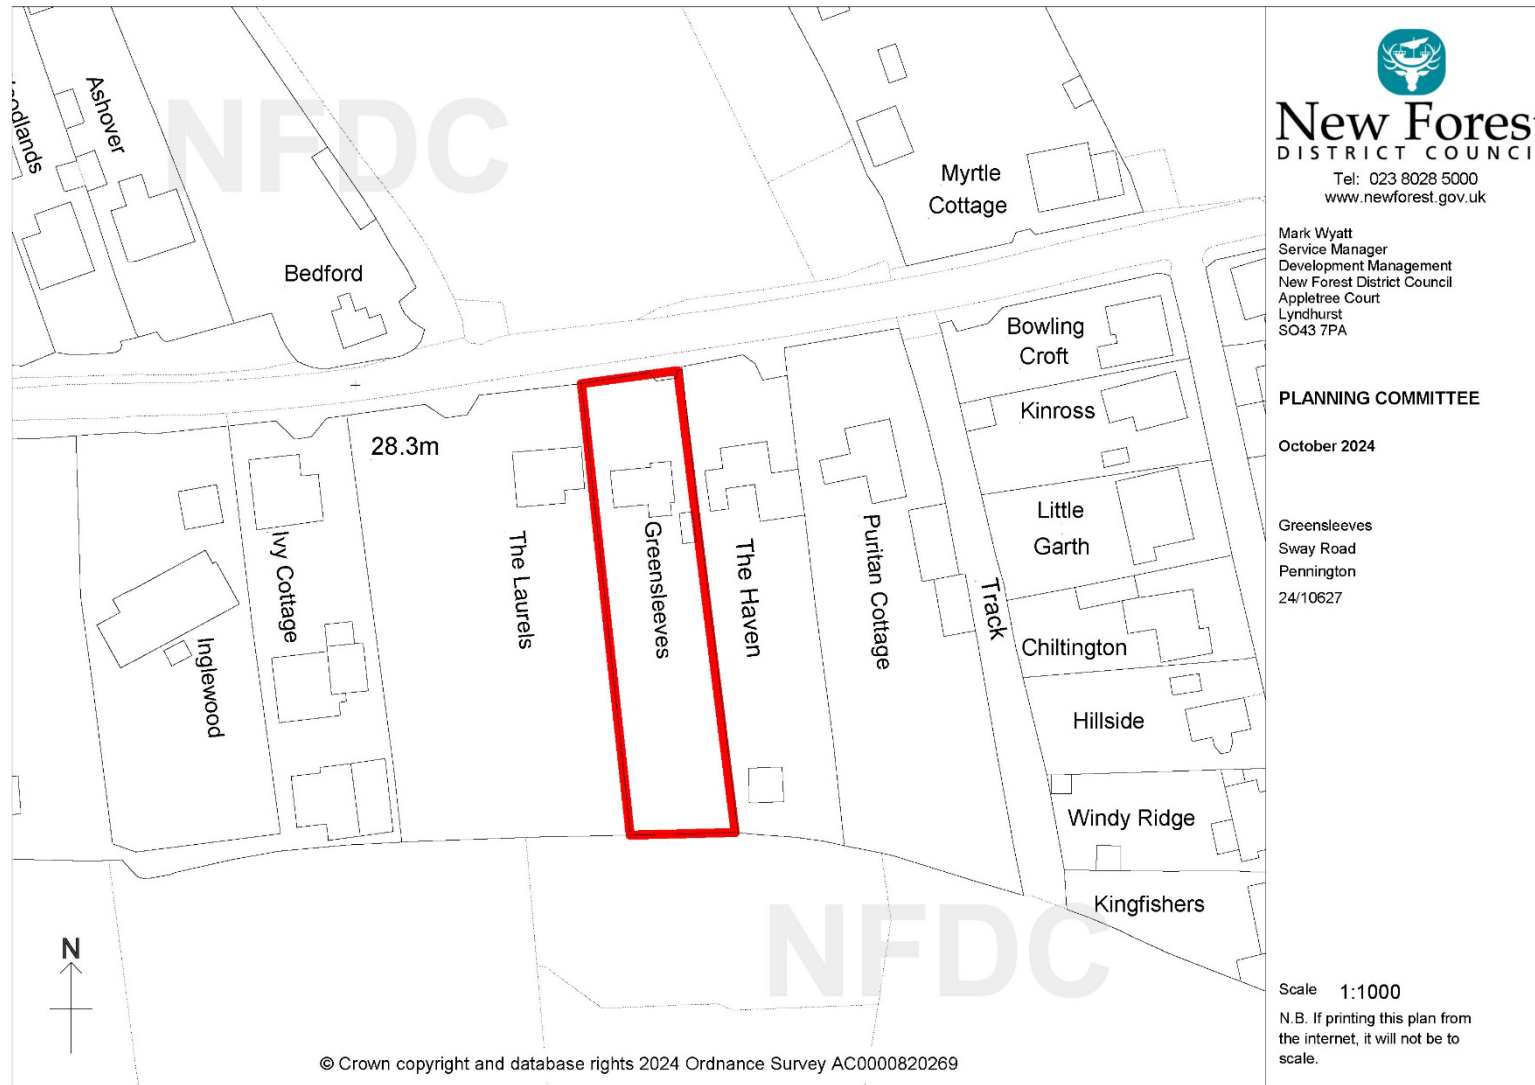 NFDC
Ashover
Bedford
Myrtle
Cottage
28.3m
Bowling
Croft
Kinross
Little
Garth
Chiltington
Hillside
Windy Ridge
Kingfishers
Inglewood
Ivy Cottage
The Laurels
Greensleeves
The Haven
Puritan Cottage
Track
NFDC
N
© Crown copyright and database rights 2024 Ordnance Survey AC0000820269
New Fores
DISTRICT COUNCI
Tel: 023 8028 5000
www.newforest.gov.uk
Mark Wyatt
Service Manager
Development Management
New Forest District Council
Appletree Court
Lyndhurst
SO43 7PA
PLANNING COMMITTEE
October 2024
Greensleeves
Sway Road
Pennington
24/10627
Scale 1:1000
N.B. If printing this plan from
the internet, it will not be to
scale.